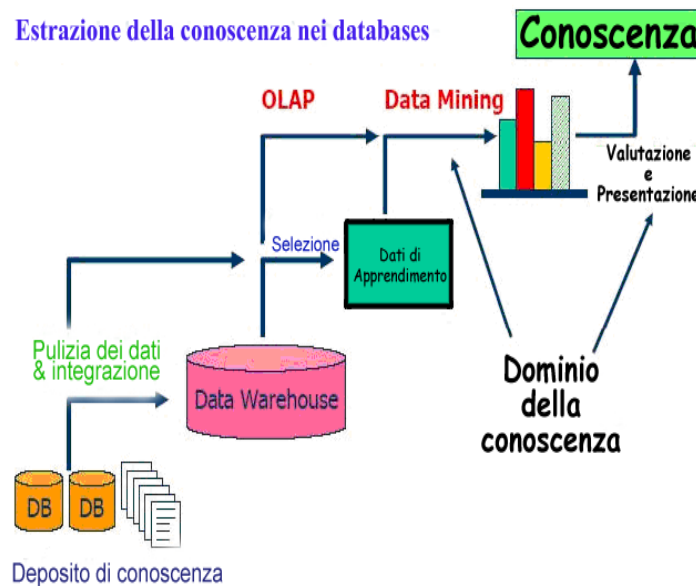 Estrazione della conoscenza nei databases
Conoscenza
OLAP
Data Mining
Valutazione
e
Presentazione
Selezione
Dati di
Apprendimento
Pulizia dei dati
& integrazione
Data Warehouse
Dominio
della
conoscenza
DB
DB
Deposito di conoscenza